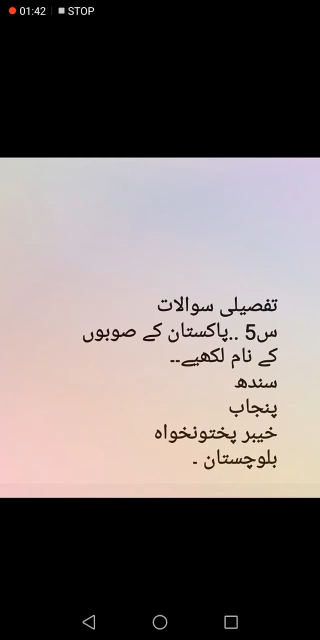 01:42 STOP
تفصیلی سوالات
س5 ..پاکستان کے صوبوں
کے نام لکھیے۔۔
سندھ
پنجاب
خیبر پختونخواہ
بلوچستان ۔